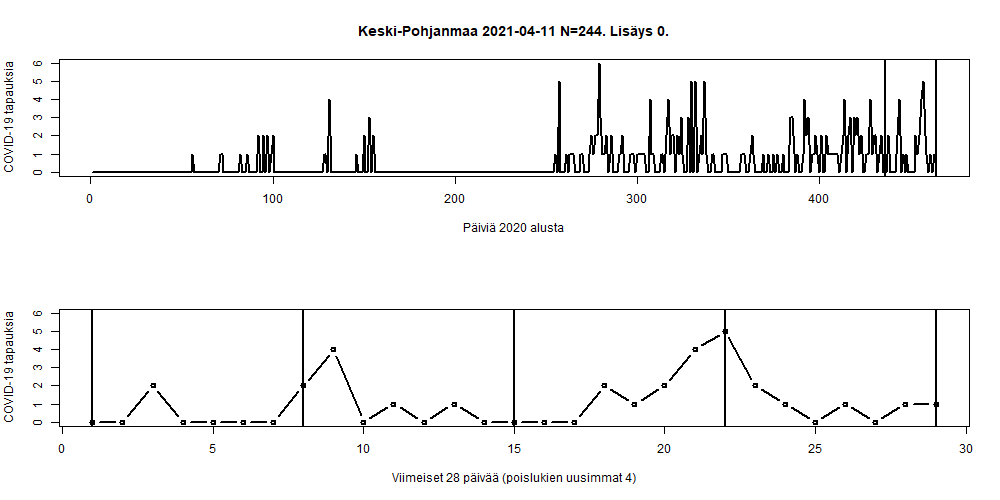 Keski-Pohjanmaa 2021-04-11 N=244. Lisäys 0.
COVID-19 tapauksia
6
5
4
3
2
1
0
0 100 200 300 400
Päiviä 2020 alusta
COVID-19 tapauksia
6
5
4
3
2
1
0
0 5 10 15 20 25 30
Viimeiset 28 päivää (poislukien uusimmat 4)